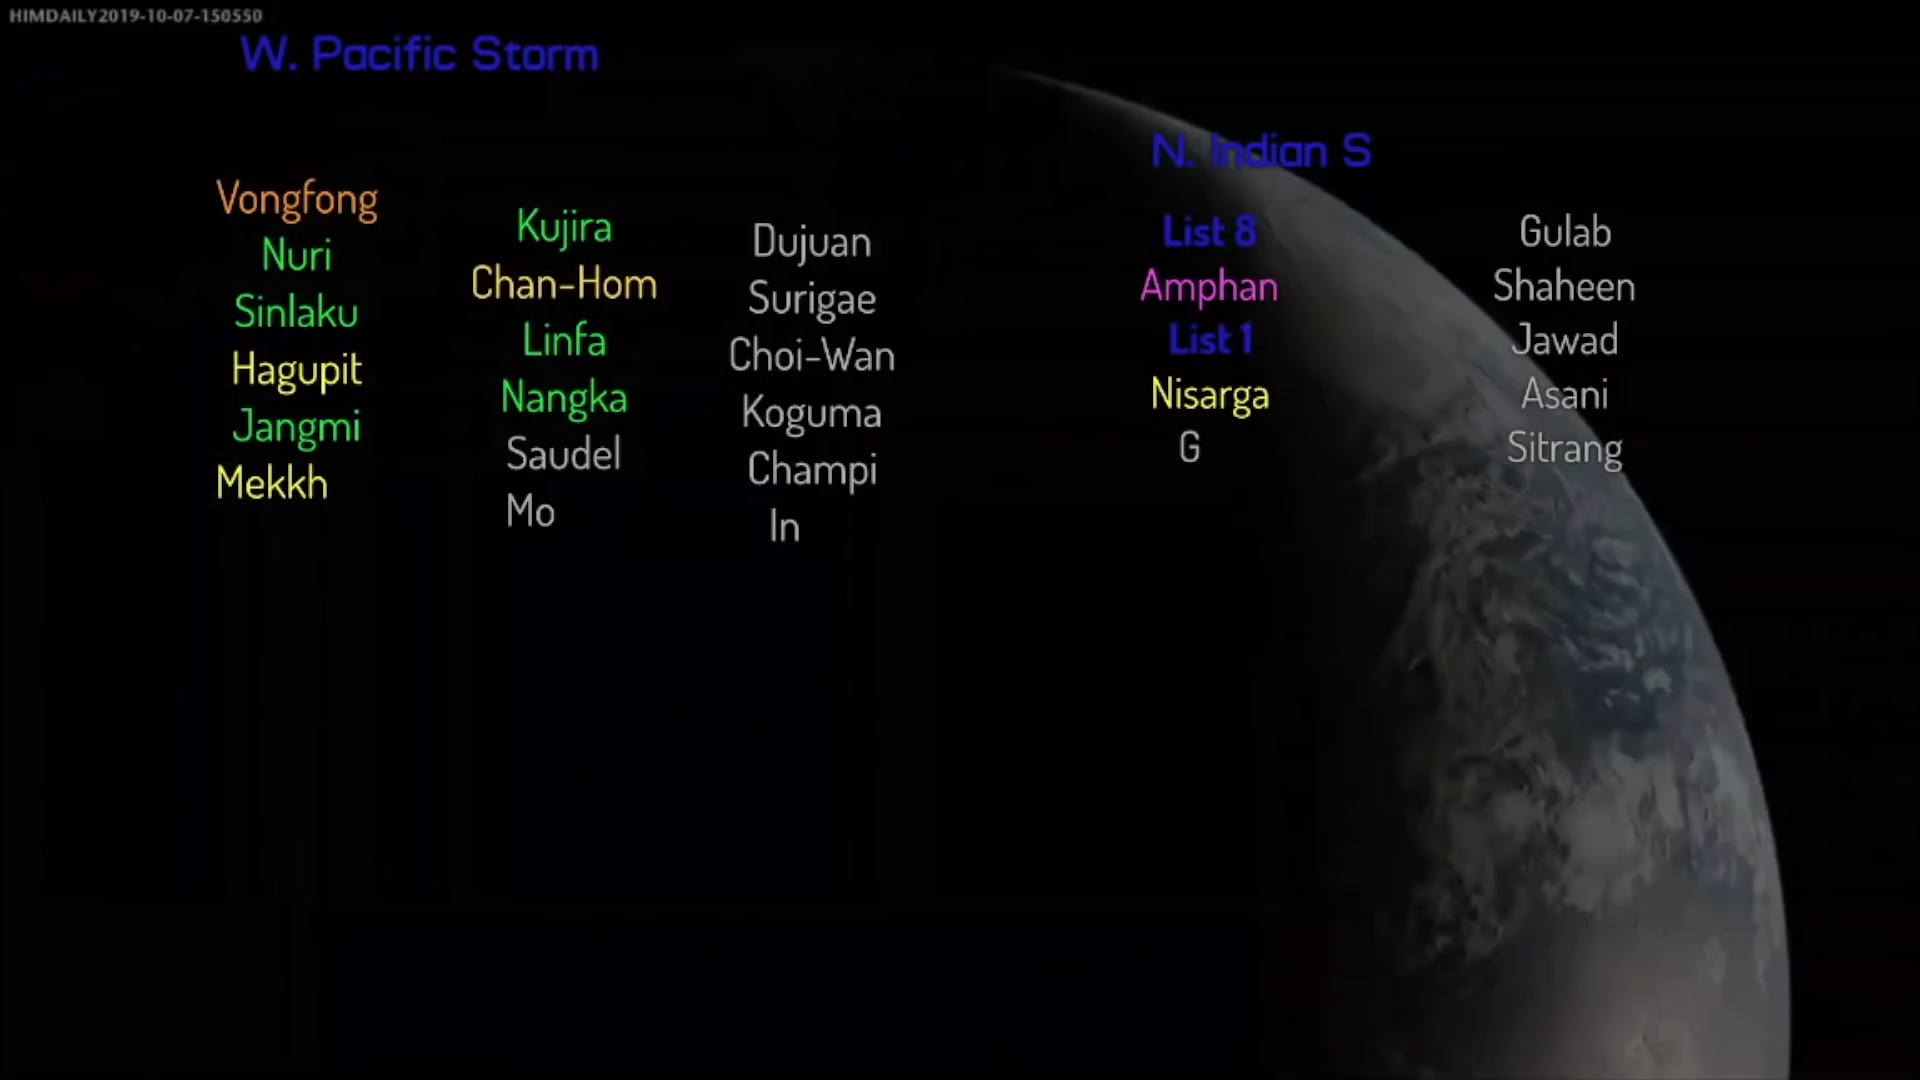 HIMDAILY2019-10-07-150550
W. Pacific Storm
Vongfong
Nuri
Sinlaku
Hagupit
Jangmi
Mekkh
Kujira
Chan-Hom
Linfa
Nangka
Saudel
Mo
Dujuan
Surigae
Choi-Wan
Koguma
Champi
In
N. Indian S
List 8
Amphan
List 1
Nisarga
G
Gulab
Shaheen
Jawad
Asani
Sitrang